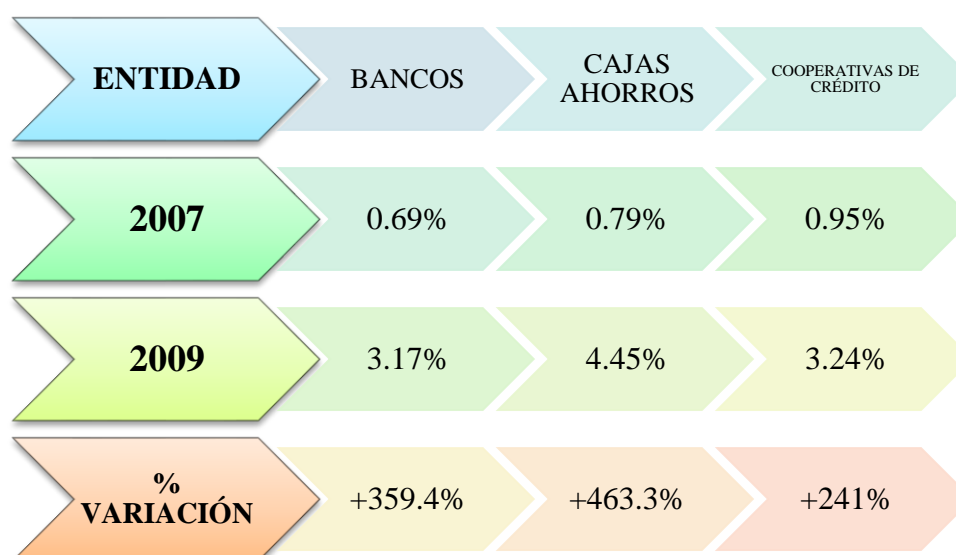 ENTIDAD
BANCOS
CAJAS
AHORROS
COOPERATIVAS DE
CRÉDITO
2007
0.69%
0.79%
0.95%
2009
3.17%
4.45%
3.24%
%
VARIACIÓN
+359.4%
+463.3%
+241%